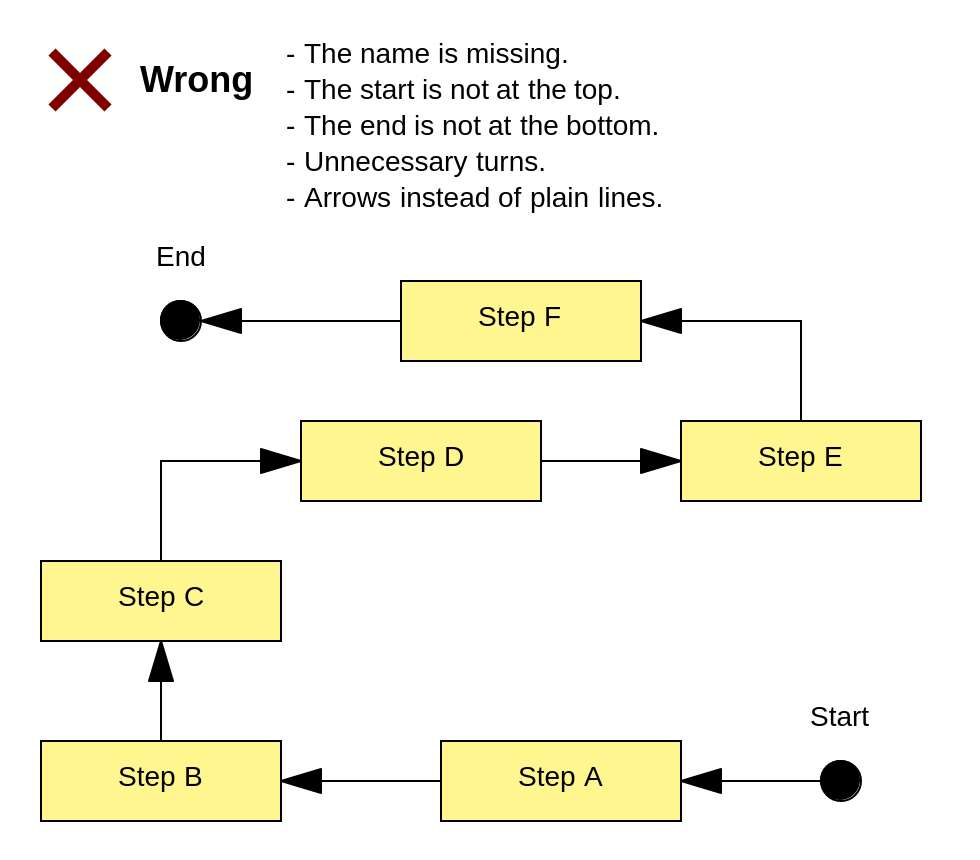 Wrong
- The name is missing.
- The start is not at the top.
- The end is not at the bottom.
- Unnecessary turns.
- Arrows instead of plain lines.
End
Step F
Step D
Step E
Step C
Start
Step B
Step A